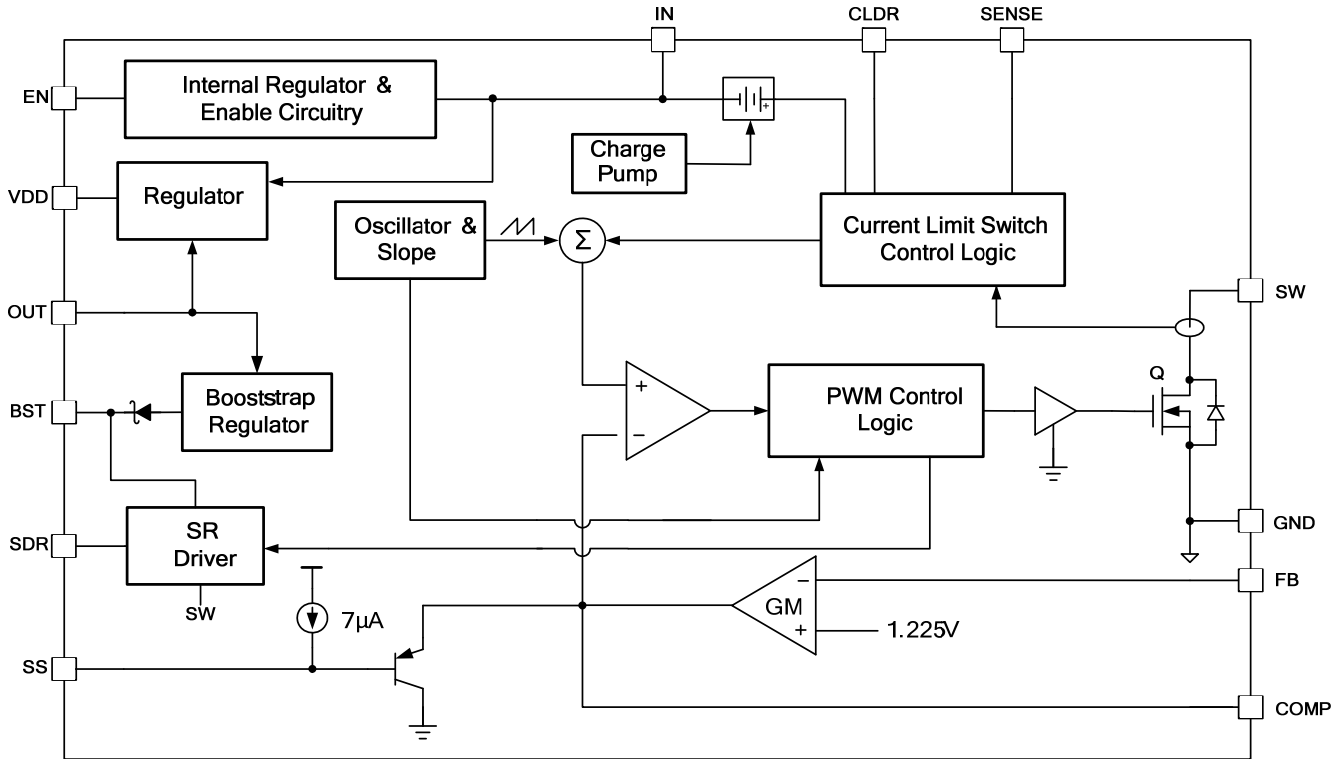 IN
CLDR
SENSE
EN
Internal Regulator &
Enable Circuitry
Charge
Pump
VDD
Regulator
Oscillator &
Slope
Σ
Current Limit Switch
Control Logic
OUT
SW
BST
Booststrap
Regulator
+
−
PWM Control
Logic
Q
SDR
SR
Driver
SW
GND
FB
7µA
GM
−
+
1.225V
SS
COMP